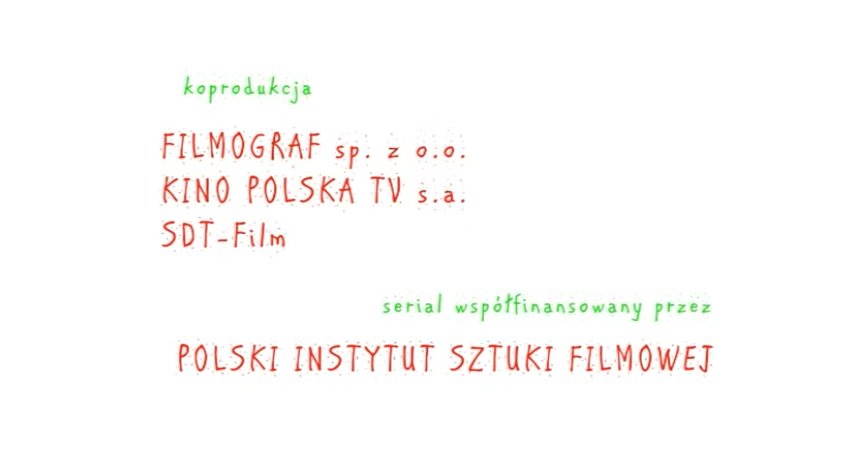 koprodukcja
FILMOGRAF sp. z o.o.
KINO POLSKA TV s.a.
SDT-Film
serial współfinansowany przez
POLSKI INSTYTUT SZTUKI FILMOWEJ